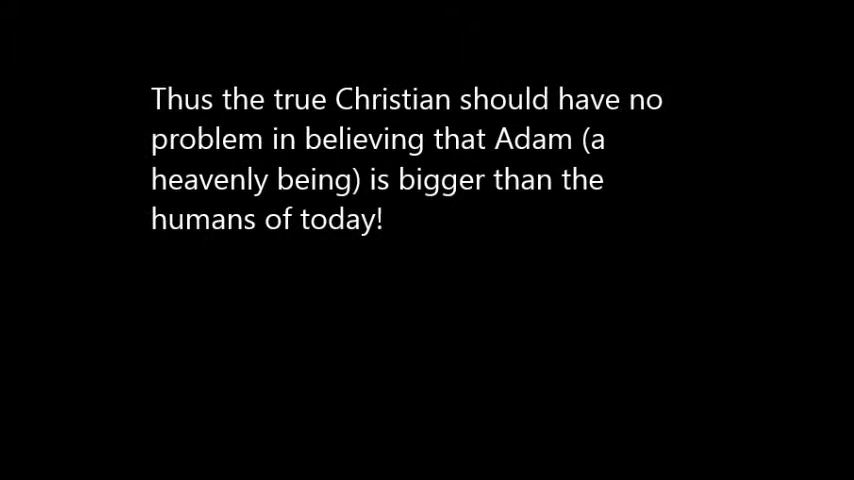 Thus the true Christian should have no
problem in believing that Adam (a
heavenly being) is bigger than the
humans of today!